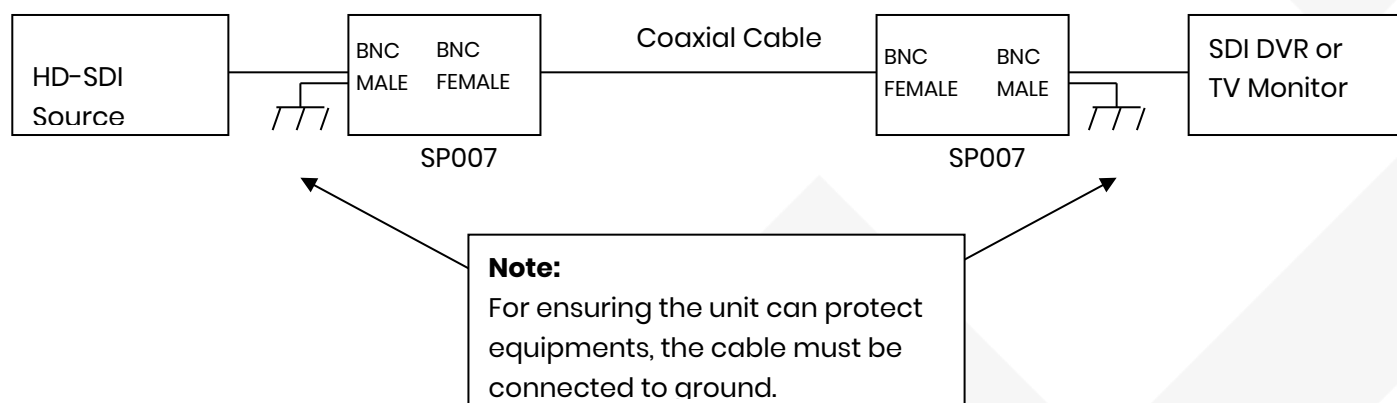 HD-SDI
Source
BNC BNC
MALE FEMALE
SP007
Coaxial Cable
BNC BNC
FEMALE MALE
SP007
SDI DVR or
TV Monitor
Note:
For ensuring the unit can protect
equipments, the cable must be
connected to ground.